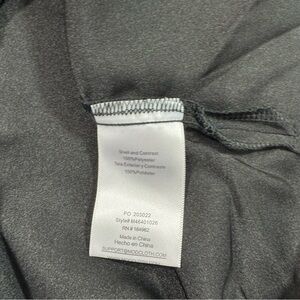 Shell and Contrast
100%Polyester
Tela Exterior y Contraste
100%Poliéster
PO 203022
Style# M46401026
RN# 164962
Made in China
Hecho en China
SUPPORT@MODCLOTH.COM